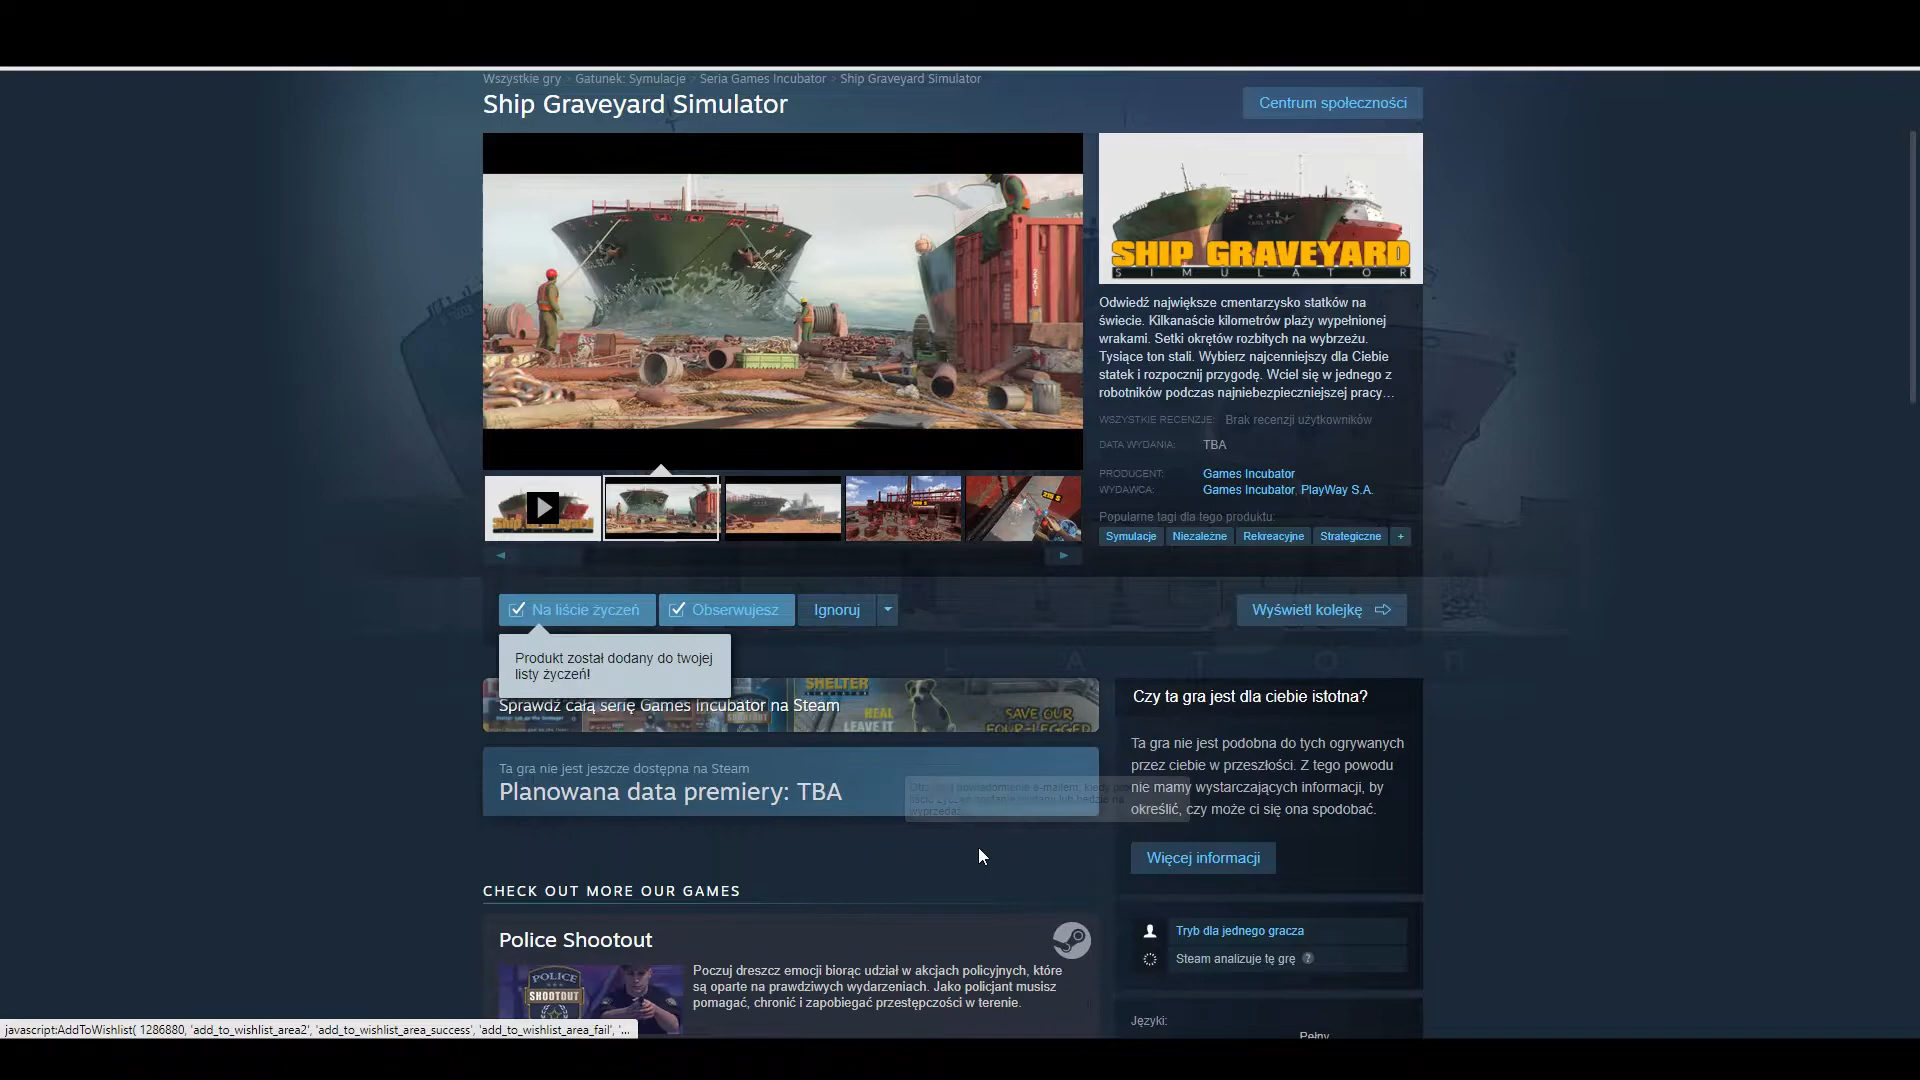 Wszystkie gry > Gatunek: Symulacje > Seria Games Incubator > Ship Graveyard Simulator
Ship Graveyard Simulator
Centrum społeczności
SHIP GRAVEYARD
SIMULATOR
Odwiedź największe cmentarzysko statków na
świecie. Kilkanaście kilometrów plaży wypełnionej
wrakami. Setki okrętów rozbitych na wybrzeżu.
Tysiące ton stali. Wybierz najcenniejszy dla Ciebie
statek i rozpocznij przygodę. Wciel się w jednego z
robotników podczas najniebezpieczniejszej pracy…
WSZYSTKIE RECENZJE: Brak recenzji użytkowników
DATA WYDANIA: TBA
PRODUCENT: Games Incubator
WYDAWCA: Games Incubator, PlayWay S.A.
Popularne tagi dla tego produktu:
Symulacje Niezależne Rekreacyjne Strategiczne +
Ship Graveyard
Na liście życzeń Obserwujesz Ignoruj
Wyświetl kolejkę
Produkt został dodany do twojej
listy życzeń!
SHELTER
HEAL
LEAVE IT
SAVE OUR
FOUR-LEGGED
SHOOTOUT
Sprawdź całą serię Games Incubator na Steam
Ta gra nie jest jeszcze dostępna na Steam
Planowana data premiery: TBA
Czy ta gra jest dla ciebie istotna?
Ta gra nie jest podobna do tych ogrywanych
przez ciebie w przeszłości. Z tego powodu
nie mamy wystarczających informacji, by
określić, czy może ci się ona spodobać.
Więcej informacji
CHECK OUT MORE OUR GAMES
Police Shootout
POLICE
SHOOTOUT
Poczuj dreszcz emocji biorąc udział w akcjach policyjnych, które
są oparte na prawdziwych wydarzeniach. Jako policjant musisz
pomagać, chronić i zapobiegać przestępczości w terenie.
Tryb dla jednego gracza
Steam analizuje tę grę ?
Języki:
Pełny
javascript:AddToWishlist( 1286880, 'add_to_wishlist_area2', 'add_to_wishlist_area_success', 'add_to_wishlist_area_fail', '...